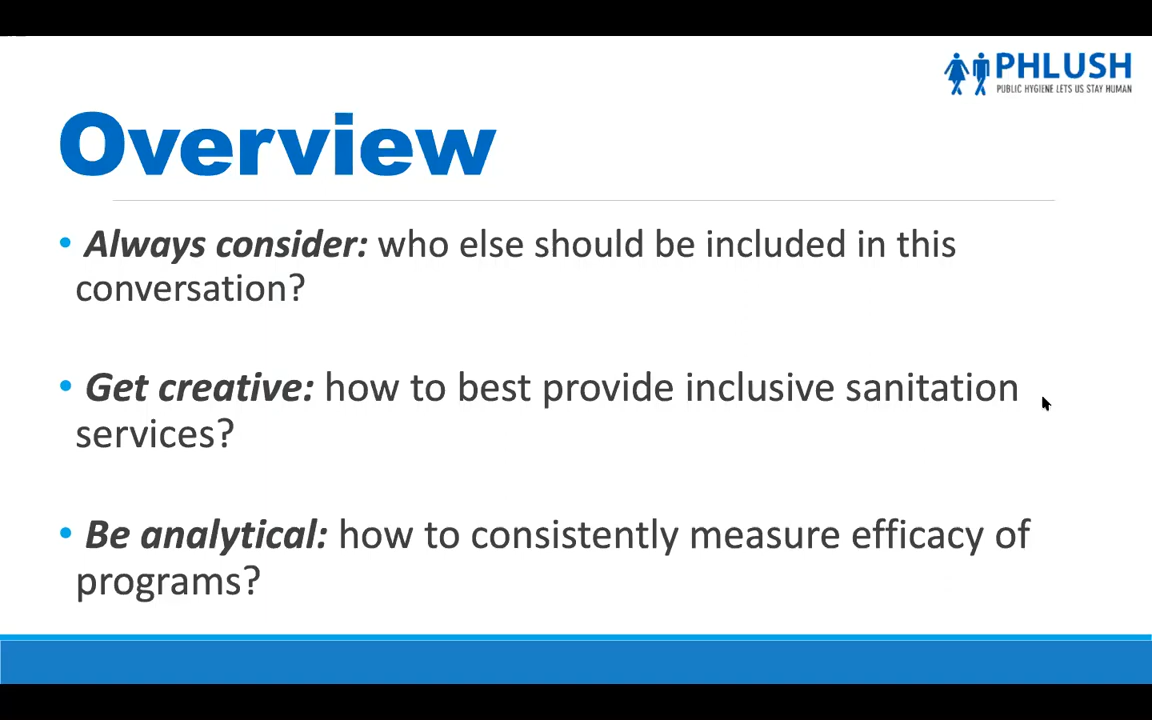 PHLUSH
PUBLIC HYGIENE LETS US STAY HUMAN
Overview
• Always consider: who else should be included in this
conversation?
• Get creative: how to best provide inclusive sanitation
services?
• Be analytical: how to consistently measure efficacy of
programs?